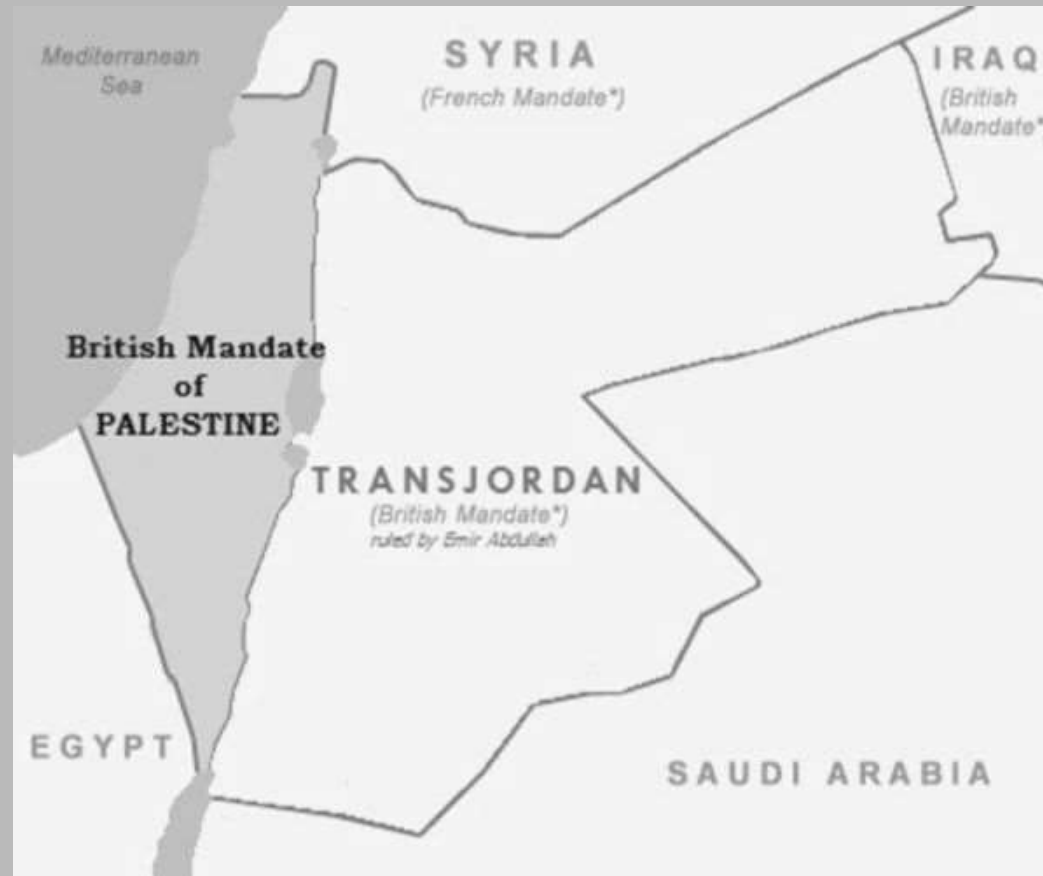 Mediterranean
Sea
SYRIA
(French Mandate*)
IRAQ
(British
Mandate*
British Mandate
of
PALESTINE
TRANSJORDAN
(British Mandate*)
ruled by Emir Abdullah
EGYPT
SAUDI ARABIA